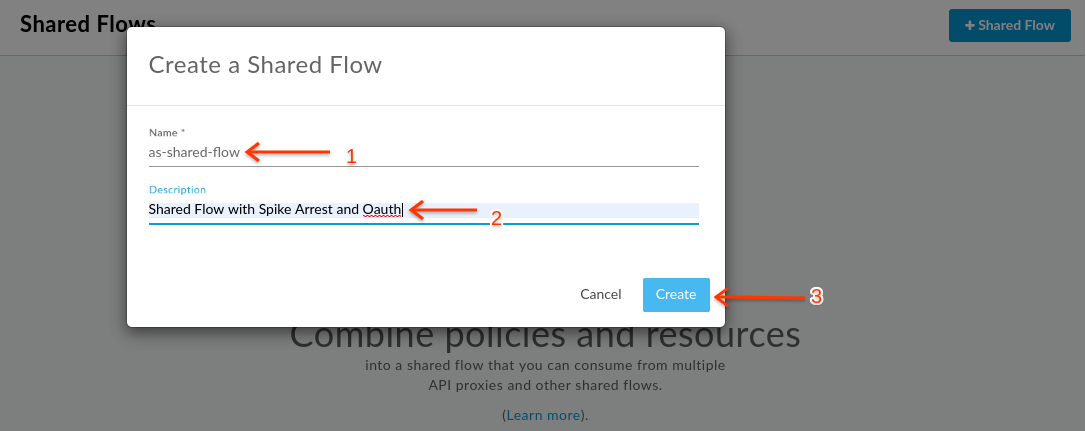 Shared Flows
+ Shared Flow
Create a Shared Flow
Name *
as-shared-flow
1
Description
Shared Flow with Spike Arrest and Oauth
2
Cancel
Create
3
Combine policies and resources
into a shared flow that you can consume from multiple
API proxies and other shared flows.
(Learn more).